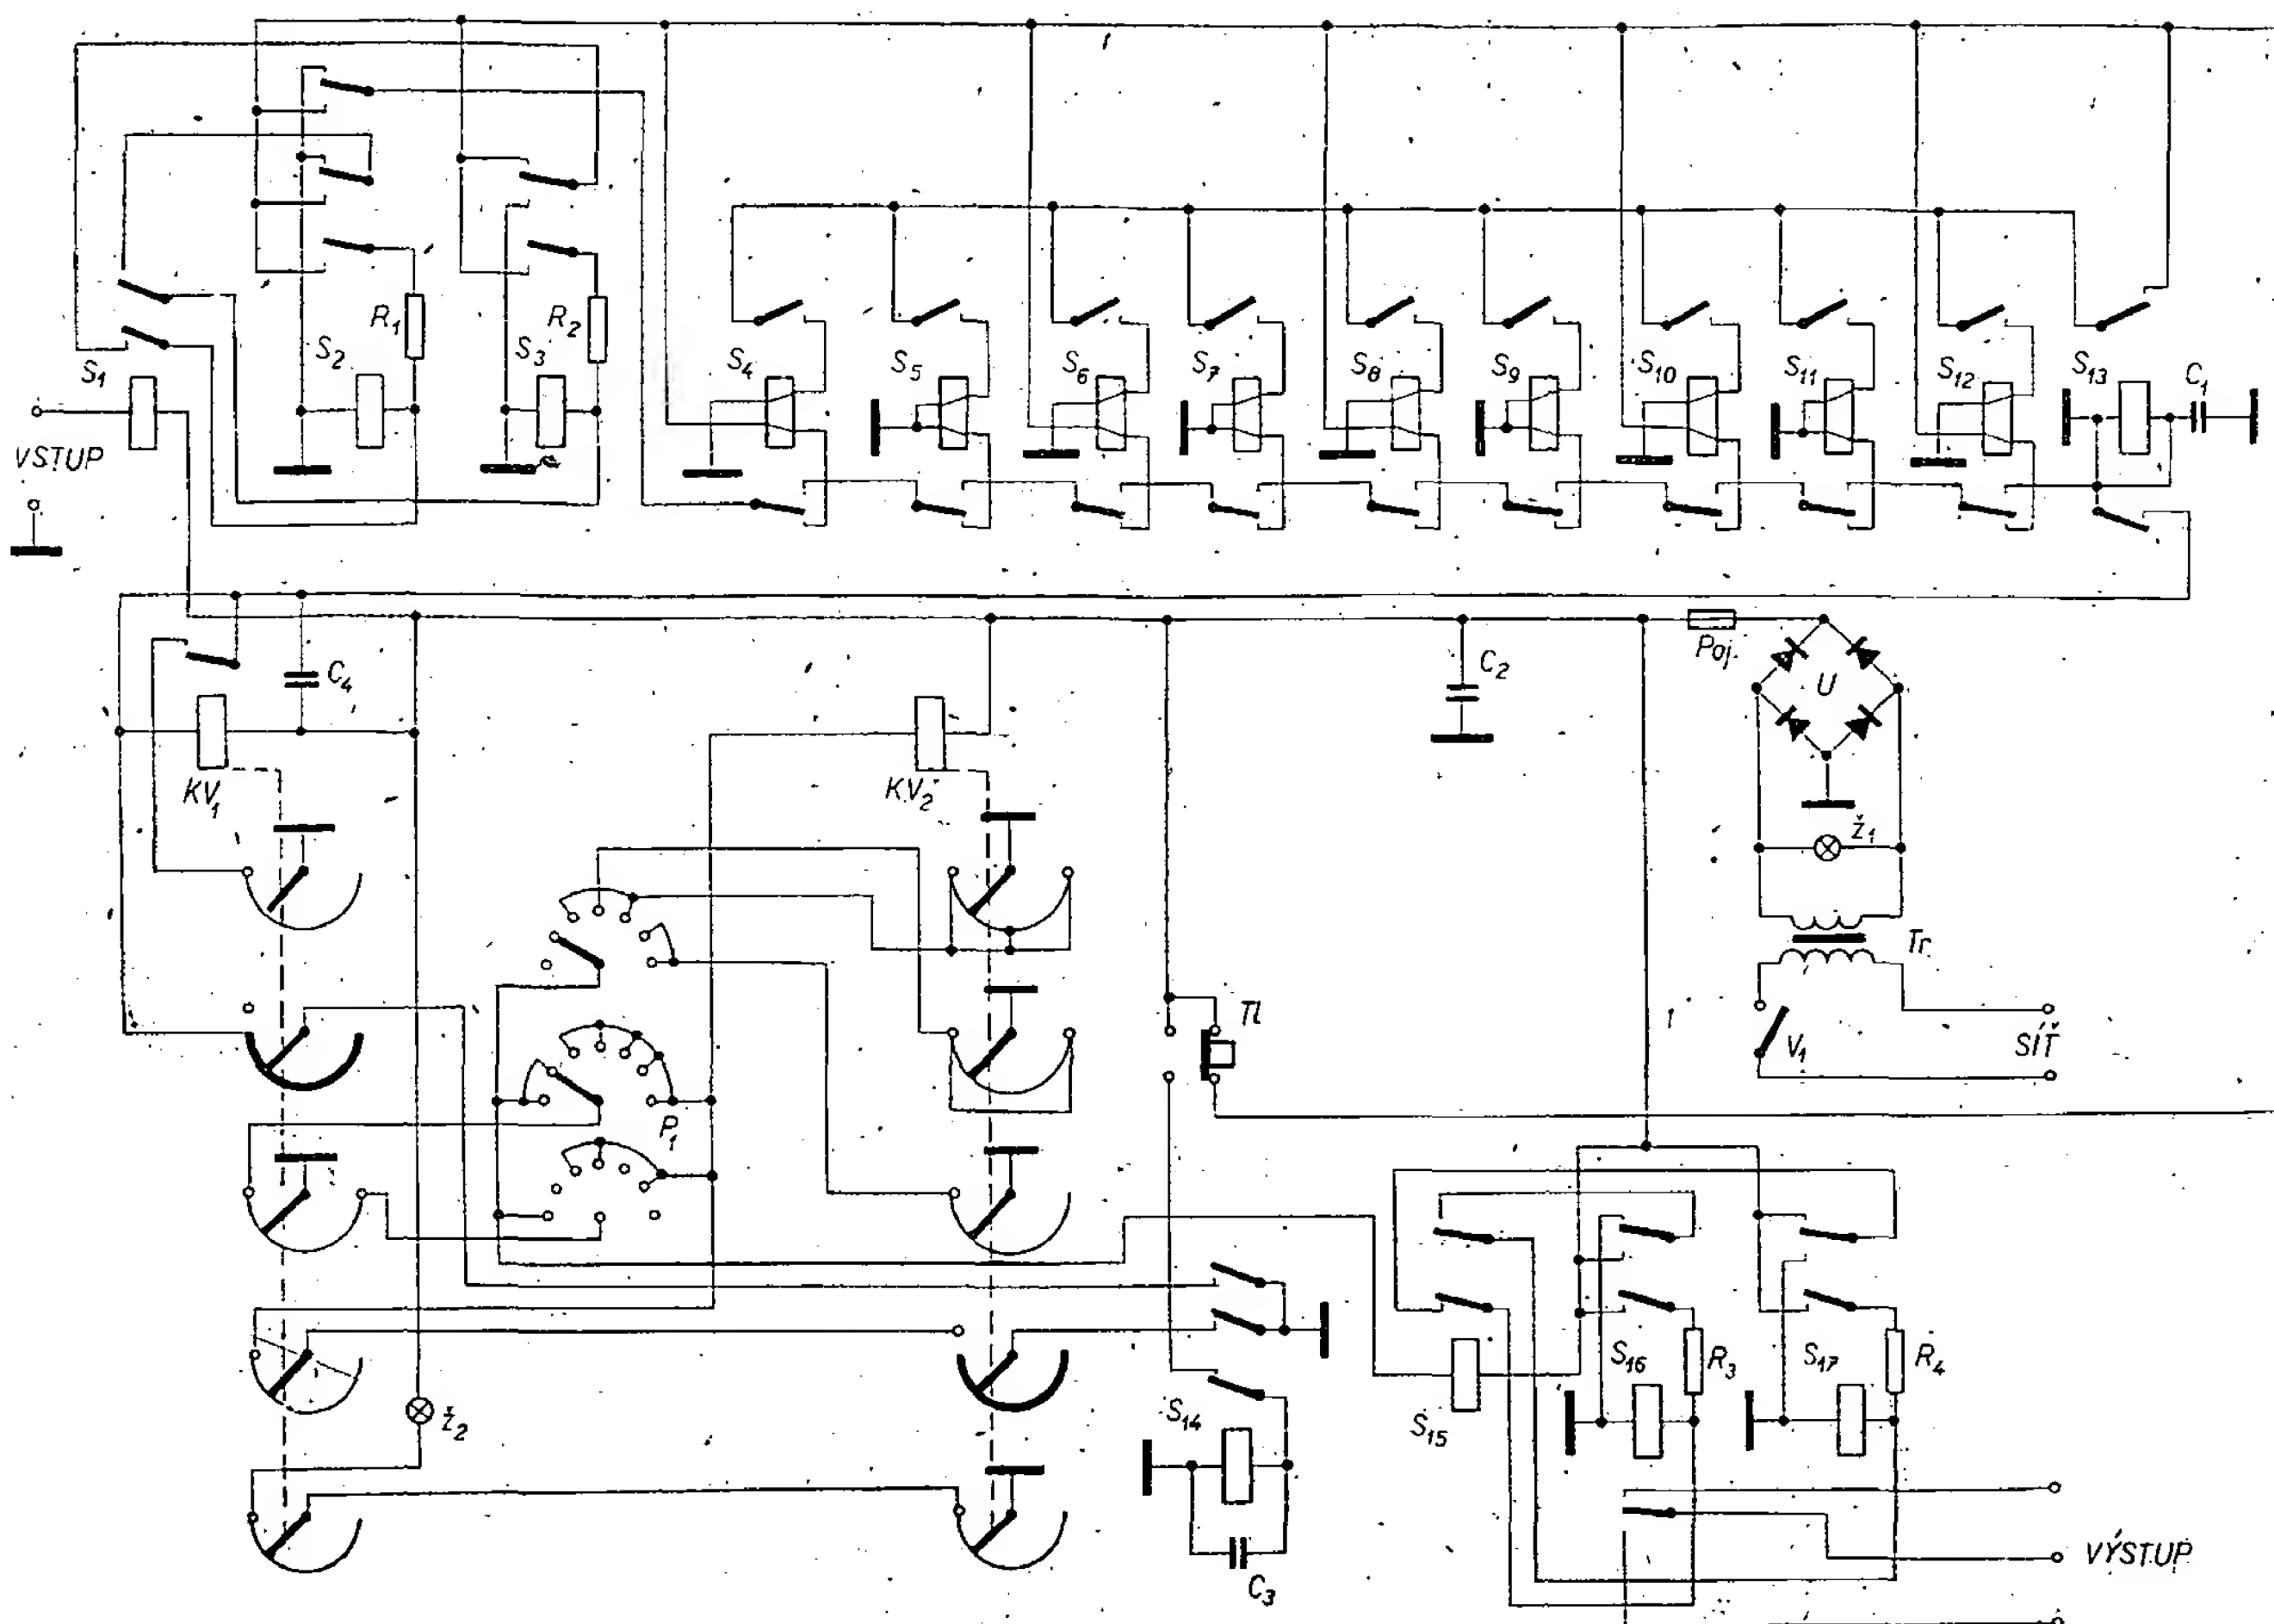 R₁
R₂
S₁
S₂
S₃
S₄
S₅
S₆
S₇
S₈
S₉
S₁₀
S₁₁
S₁₂
S₁₃
C₁
VSTUP
C₄
KV₁
KV₂
C₂
Poj.
U
Ž₁
Tr
V₁
SÍŤ
Tl
P₁
Ž₂
S₁₄
C₃
S₁₅
S₁₆
R₃
S₁₇
R₄
VÝSTUP